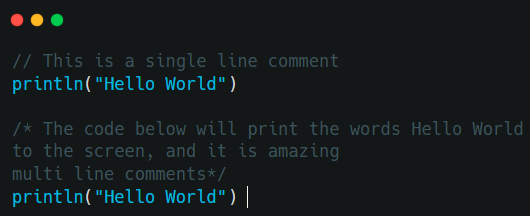 // This is a single line comment
println("Hello World")
/* The code below will print the words Hello World
to the screen, and it is amazing
multi line comments*/
println("Hello World")